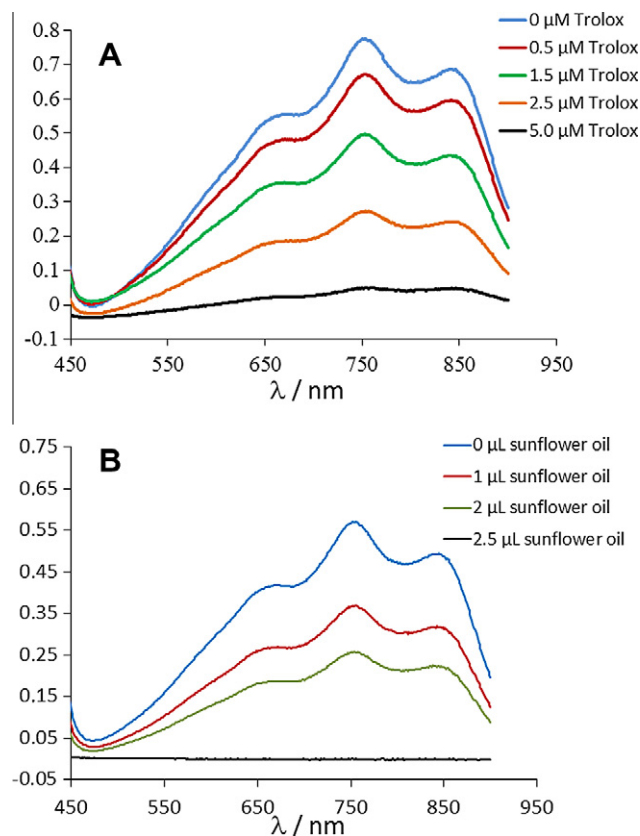 A
0 µM Trolox
0.5 µM Trolox
1.5 µM Trolox
2.5 µM Trolox
5.0 µM Trolox
0.8
0.7
0.6
0.5
0.4
0.3
0.2
0.1
0
-0.1
450 550 650 750 850 950
λ / nm
B
0 µL sunflower oil
1 µL sunflower oil
2 µL sunflower oil
2.5 µL sunflower oil
0.75
0.65
0.55
0.45
0.35
0.25
0.15
0.05
-0.05
450 550 650 750 850 950
λ / nm